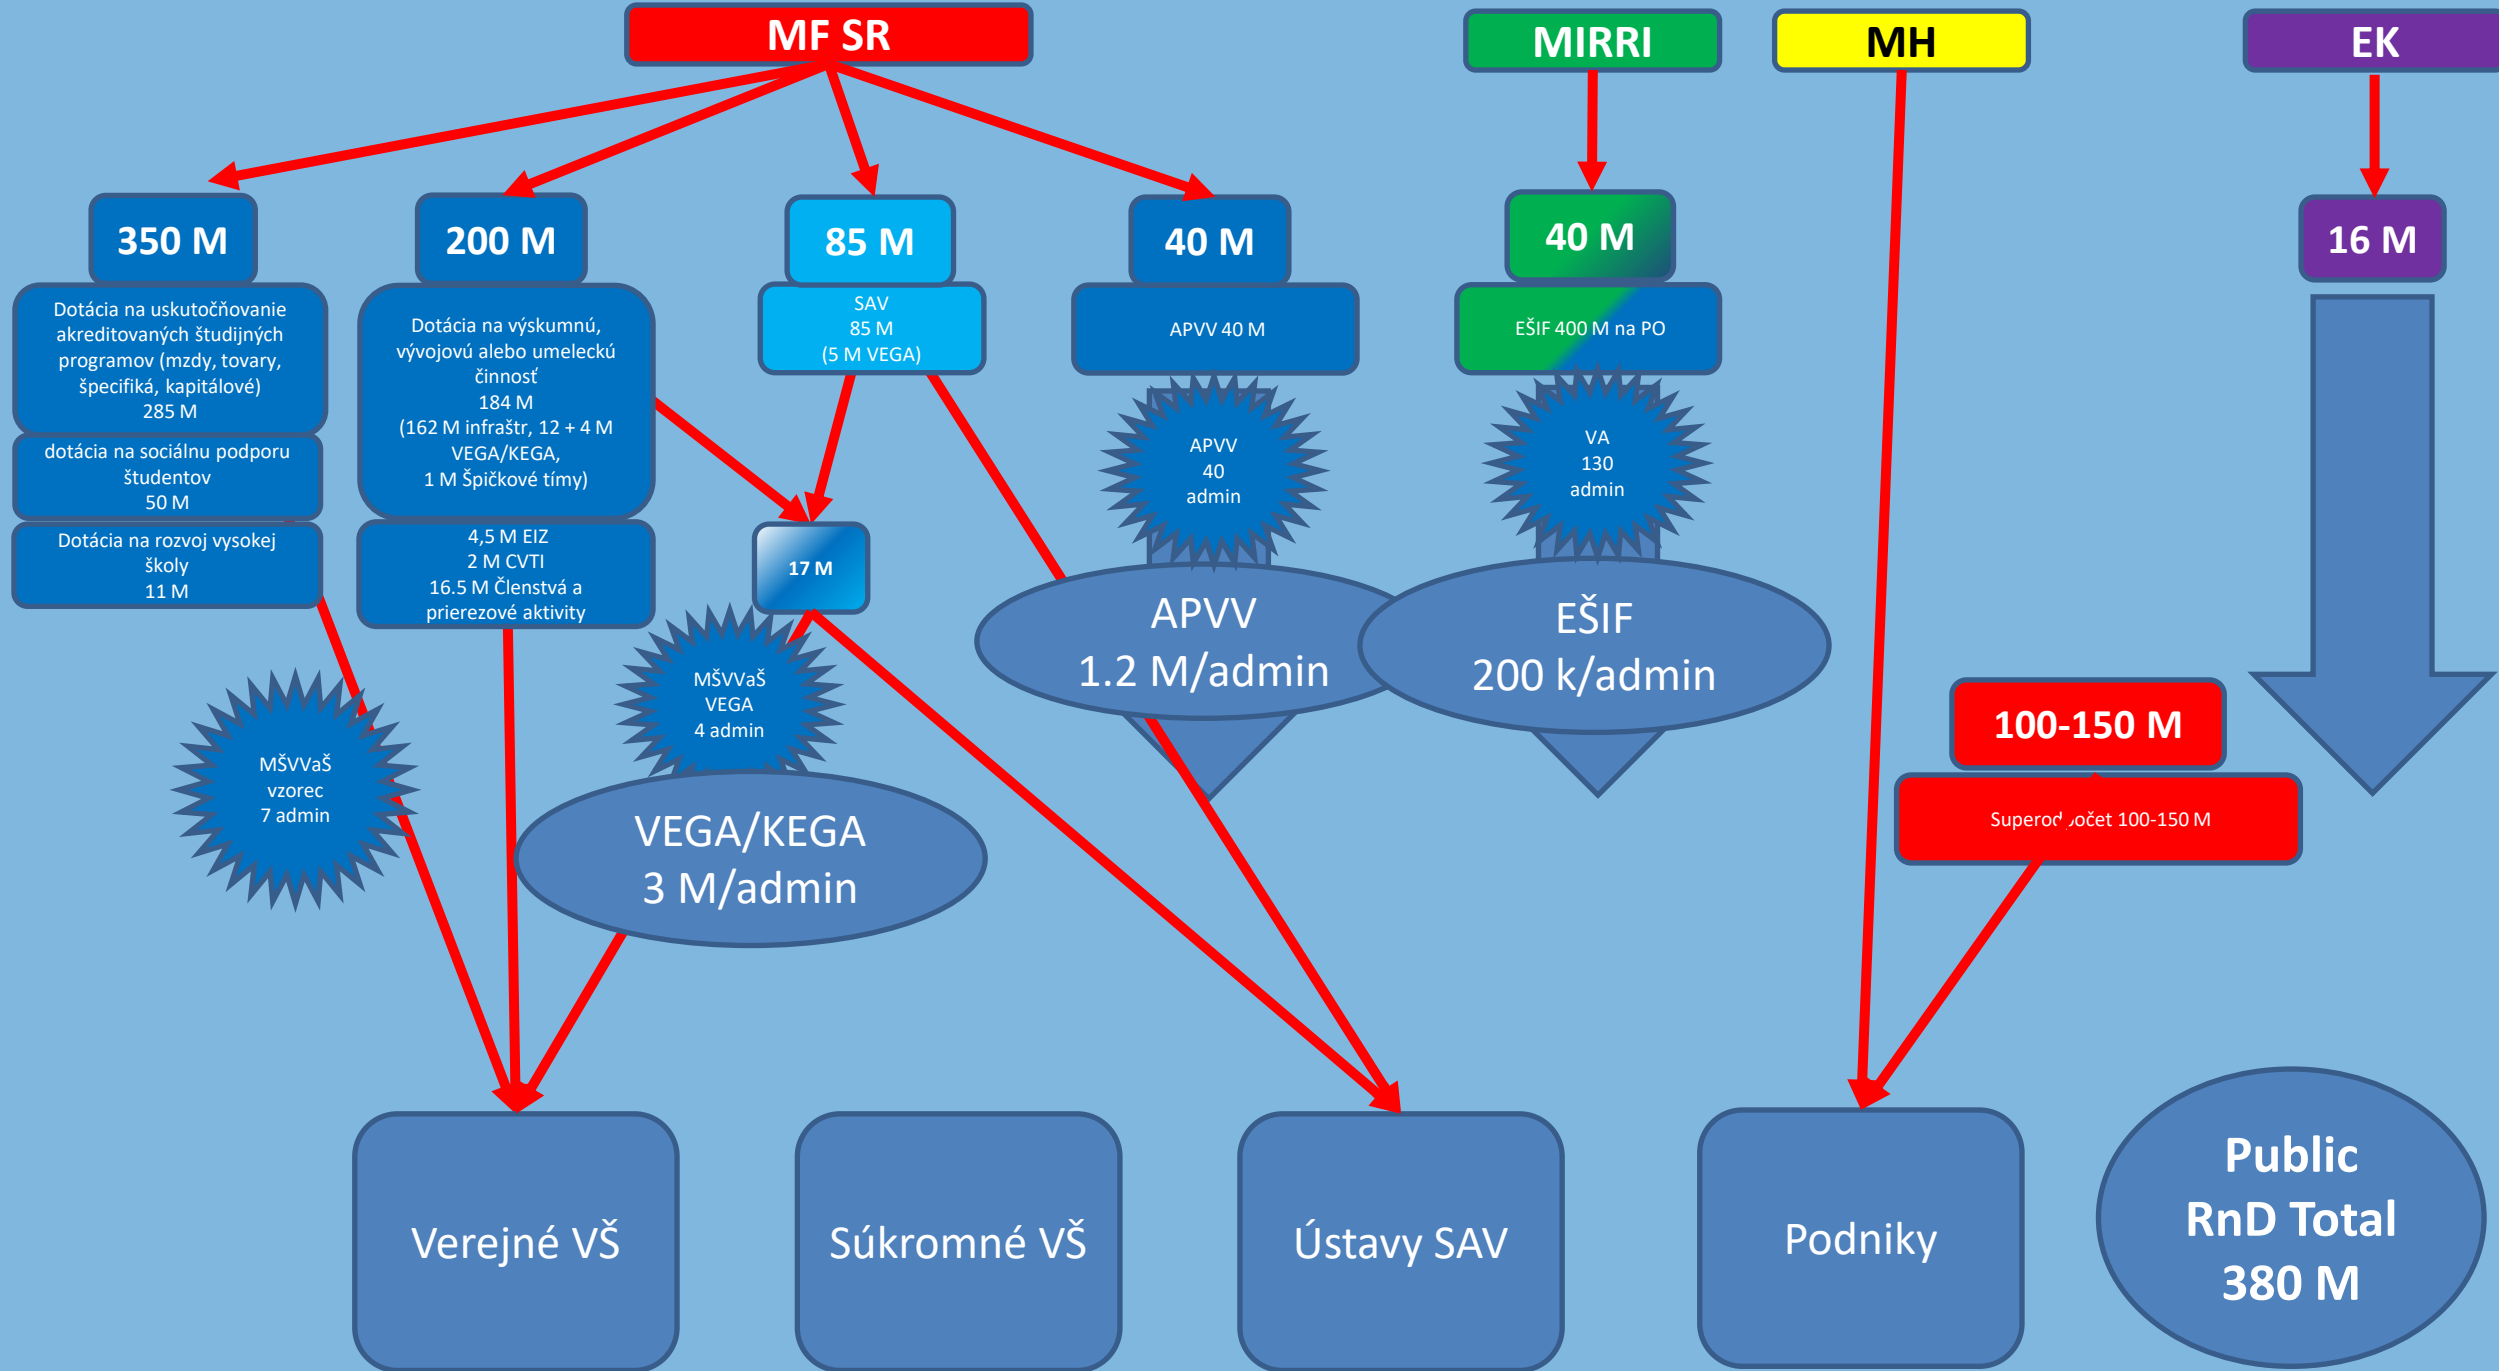 MF SR
MIRRI
MH
EK
350 M
200 M
85 M
40 M
40 M
16 M
Dotácia na uskutočňovanie
akreditovaných študijných
programov (mzdy, tovary,
špecifiká, kapitálové)
285 M
dotácia na sociálnu podporu
študentov
50 M
Dotácia na rozvoj vysokej
školy
11 M
Dotácia na výskumnú,
vývojovú alebo umeleckú
činnosť
184 M
(162 M infraštr, 12 + 4 M
VEGA/KEGA,
1 M Špičkové tímy)
4,5 M EIZ
2 M CVTI
16.5 M Členstvá a
prierezové aktivity
SAV
85 M
(5 M VEGA)
APVV 40 M
EŠIF 400 M na PO
APVV
40
admin
VA
130
admin
17 M
APVV
1.2 M/admin
EŠIF
200 k/admin
MŠVVaŠ
VEGA
4 admin
MŠVVaŠ
vzorec
7 admin
VEGA/KEGA
3 M/admin
100-150 M
Superodpočet 100-150 M
Verejné VŠ
Súkromné VŠ
Ústavy SAV
Podniky
Public
RnD Total
380 M